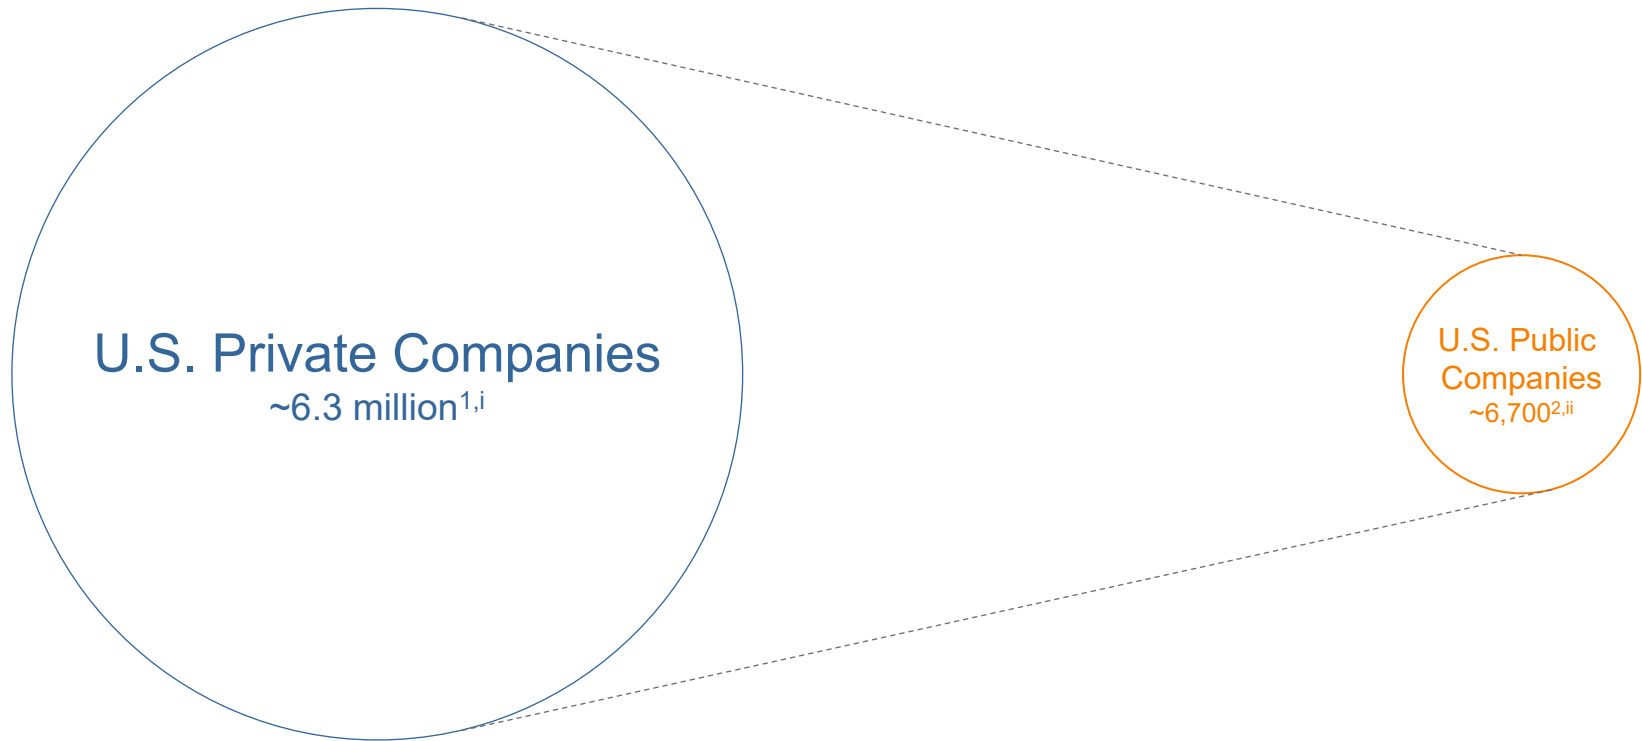 U.S. Private Companies
~6.3 million¹,ⁱ
U.S. Public
Companies
~6,700²,ⁱⁱ